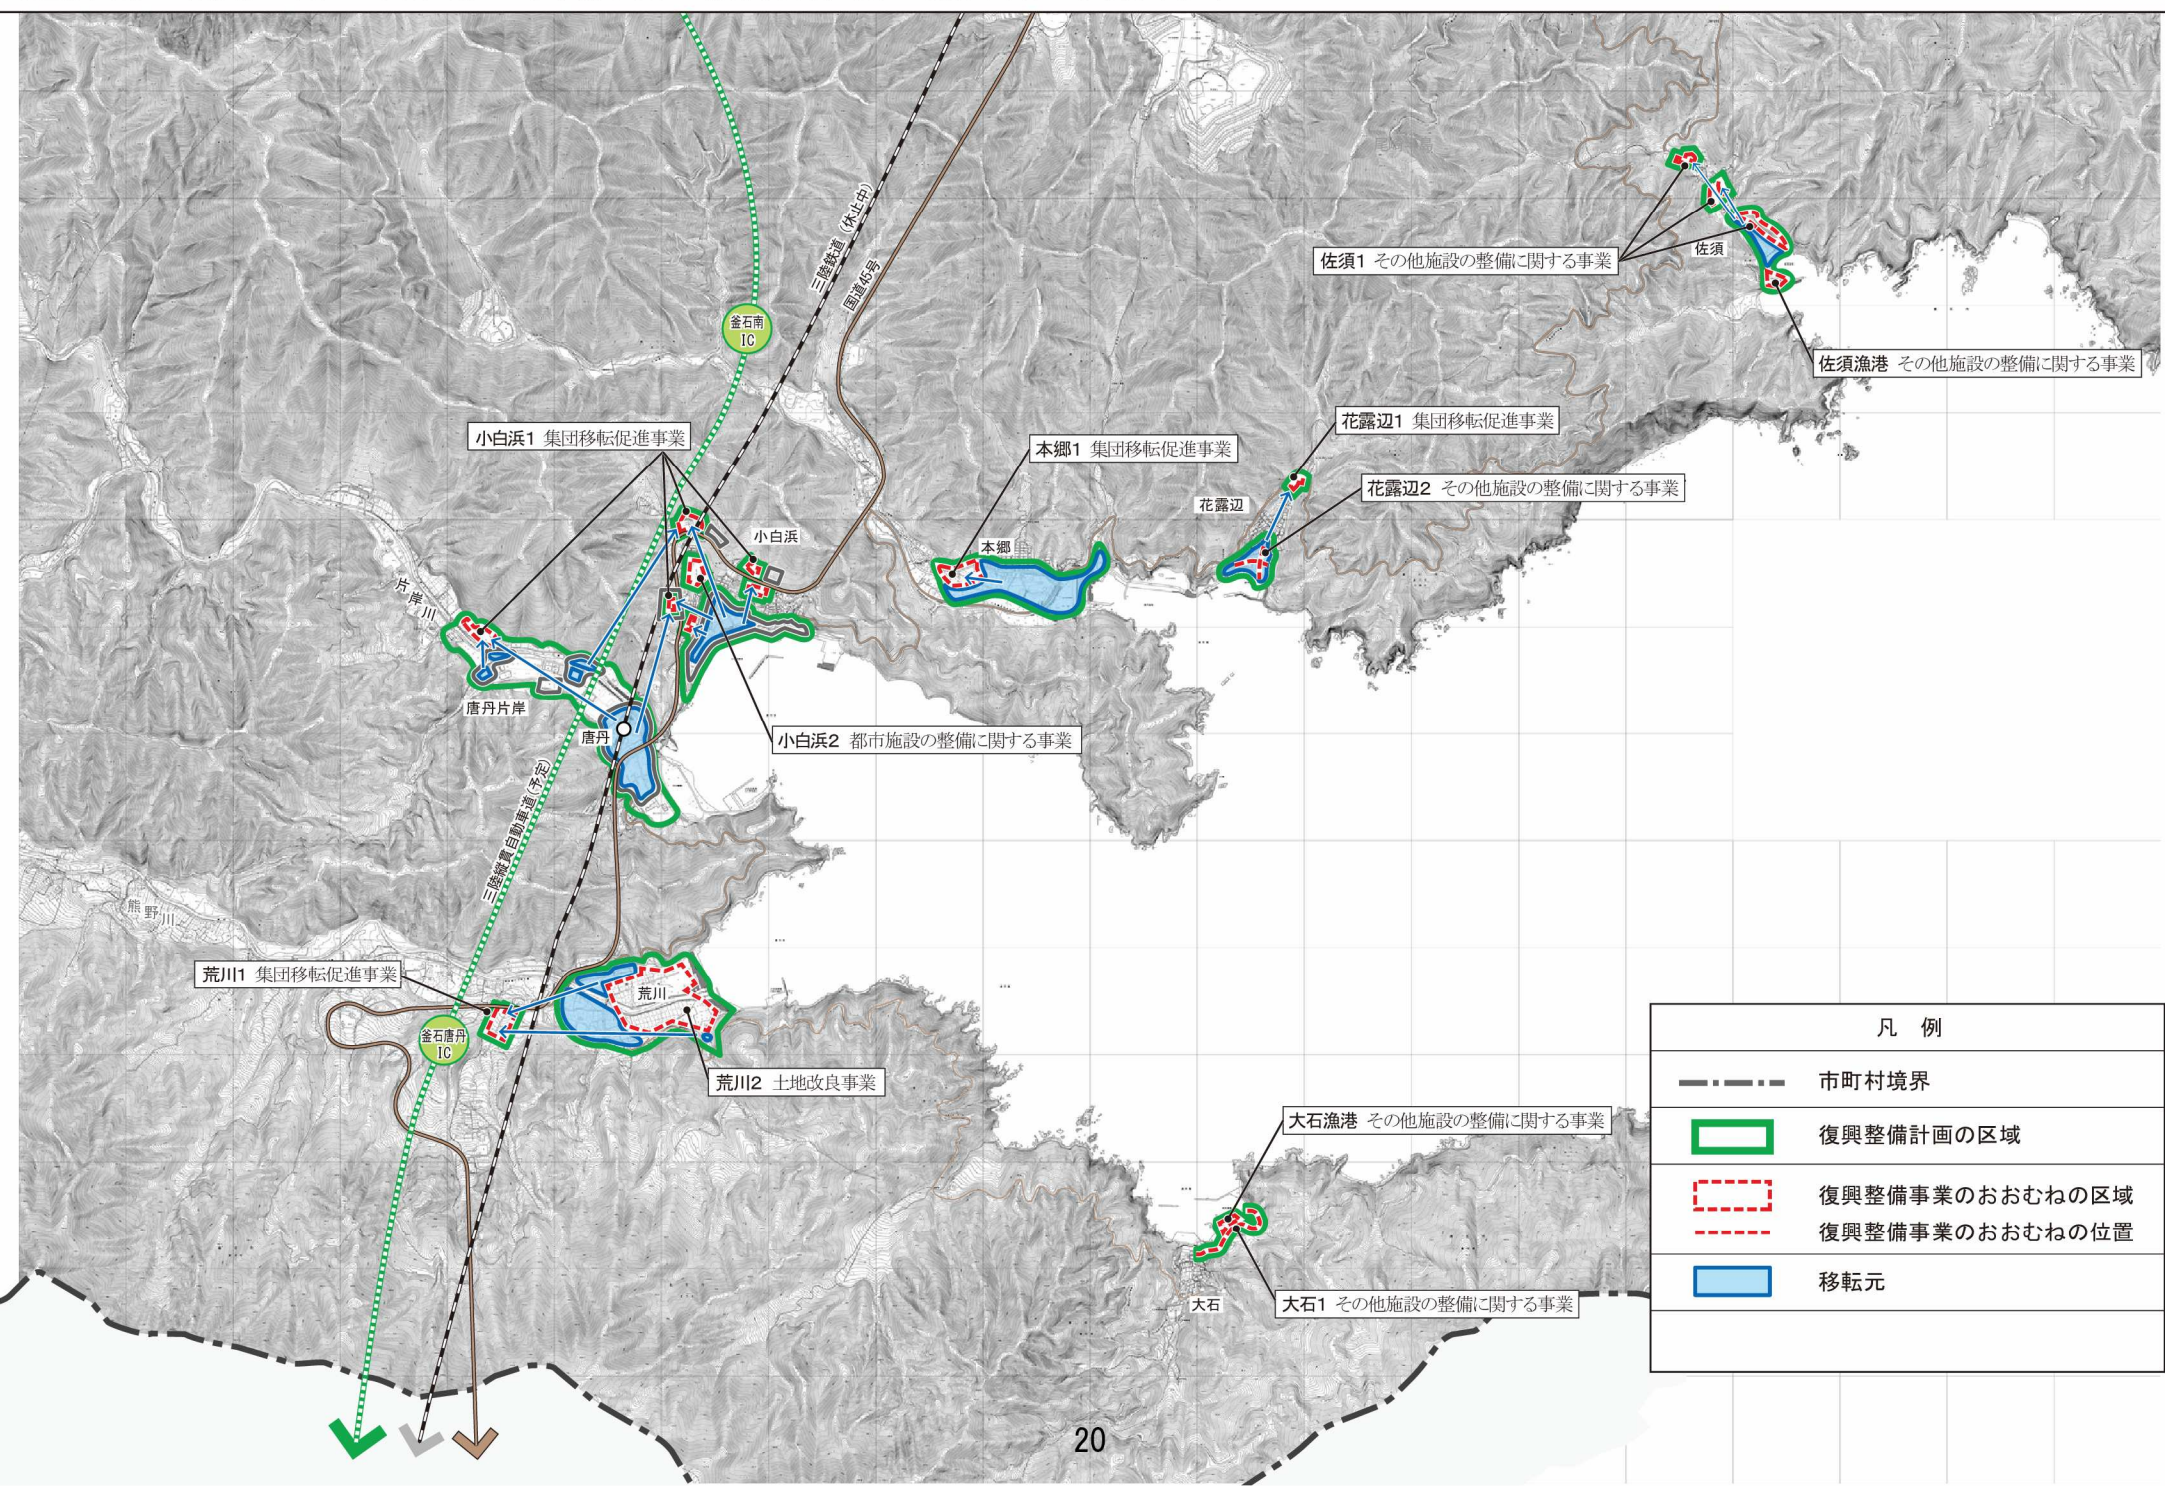 三陸鉄道（休止中）
国道45号
釜石南
IC
佐須1 その他施設の整備に関する事業
佐須
佐須漁港 その他施設の整備に関する事業
小白浜1 集団移転促進事業
本郷1 集団移転促進事業
花露辺1 集団移転促進事業
花露辺2 その他施設の整備に関する事業
花露辺
小白浜
本郷
片岸川
唐丹片岸
唐丹
小白浜2 都市施設の整備に関する事業
三陸縦貫自動車道(予定)
熊野川
荒川1 集団移転促進事業
荒川
釜石唐丹
IC
荒川2 土地改良事業
大石漁港 その他施設の整備に関する事業
大石
大石1 その他施設の整備に関する事業
凡 例
市町村境界
復興整備計画の区域
復興整備事業のおおむねの区域
復興整備事業のおおむねの位置
移転元
20